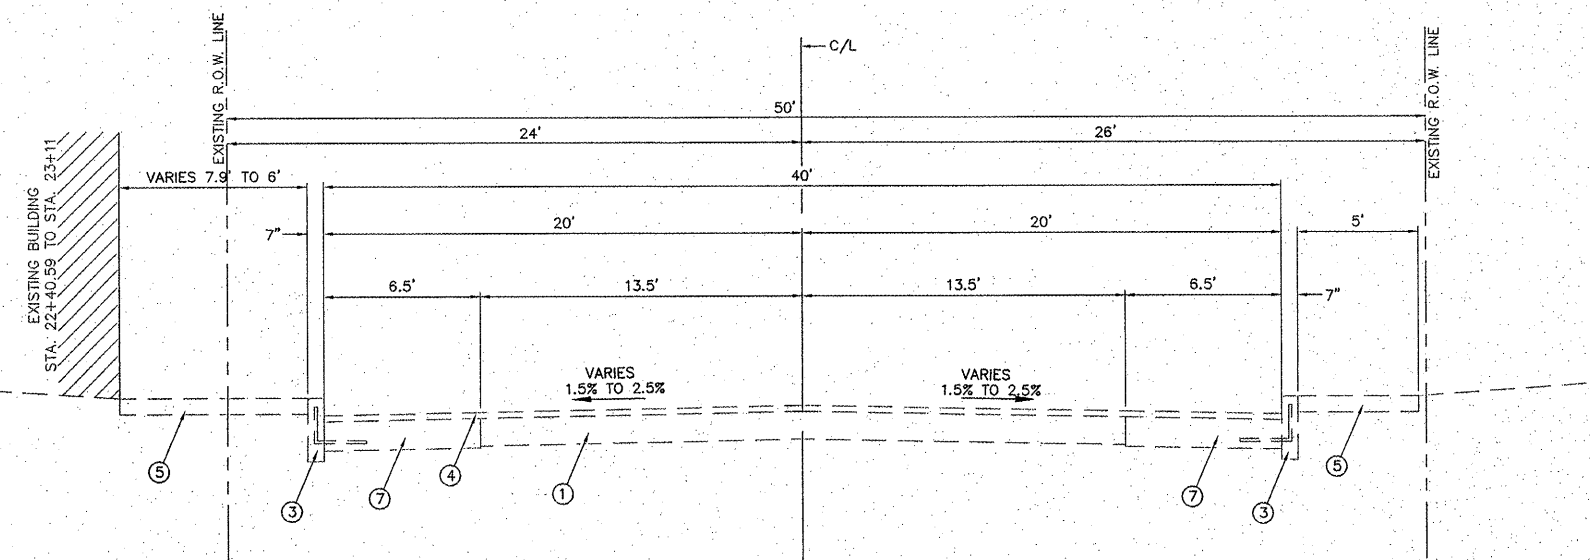 EXISTING R.O.W. LINE
C/L
EXISTING R.O.W. LINE
50'
24'
26'
EXISTING BUILDING
STA. 22+40.59 TO STA. 23+11
VARIES 7.9' TO 6'
40'
7"
20'
20'
5'
6.5'
13.5'
13.5'
6.5'
7"
VARIES
1.5% TO 2.5%
VARIES
1.5% TO 2.5%
5
3
7
4
1
7
3
5